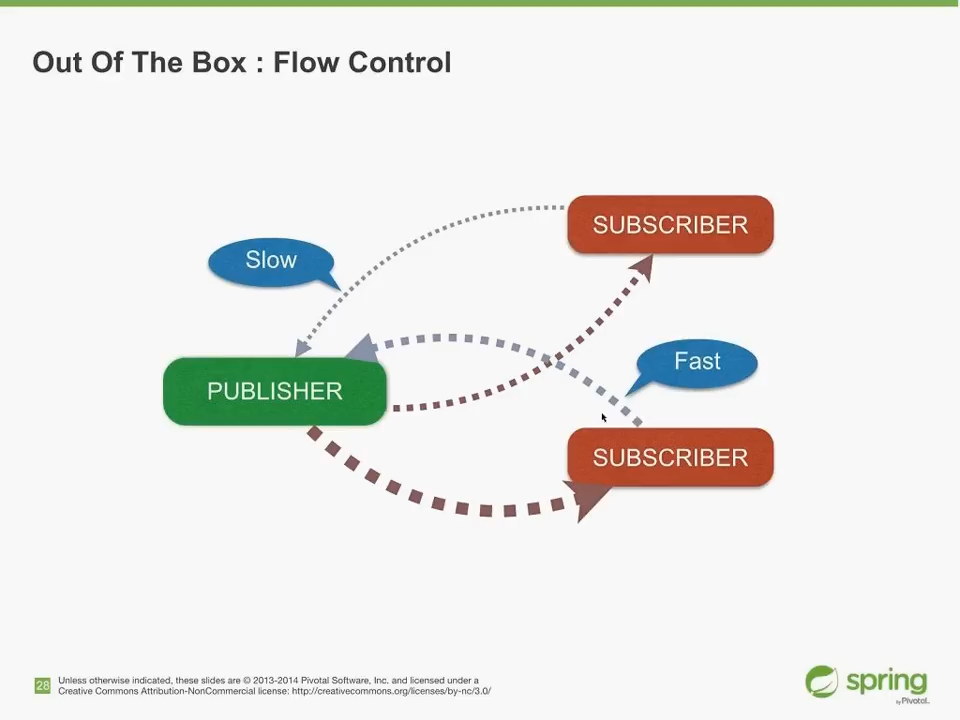 Out Of The Box : Flow Control
SUBSCRIBER
Slow
Fast
PUBLISHER
SUBSCRIBER
28
Unless otherwise indicated, these slides are © 2013-2014 Pivotal Software, Inc. and licensed under a
Creative Commons Attribution-NonCommercial license: http://creativecommons.org/licenses/by-nc/3.0/
spring
by Pivotal™